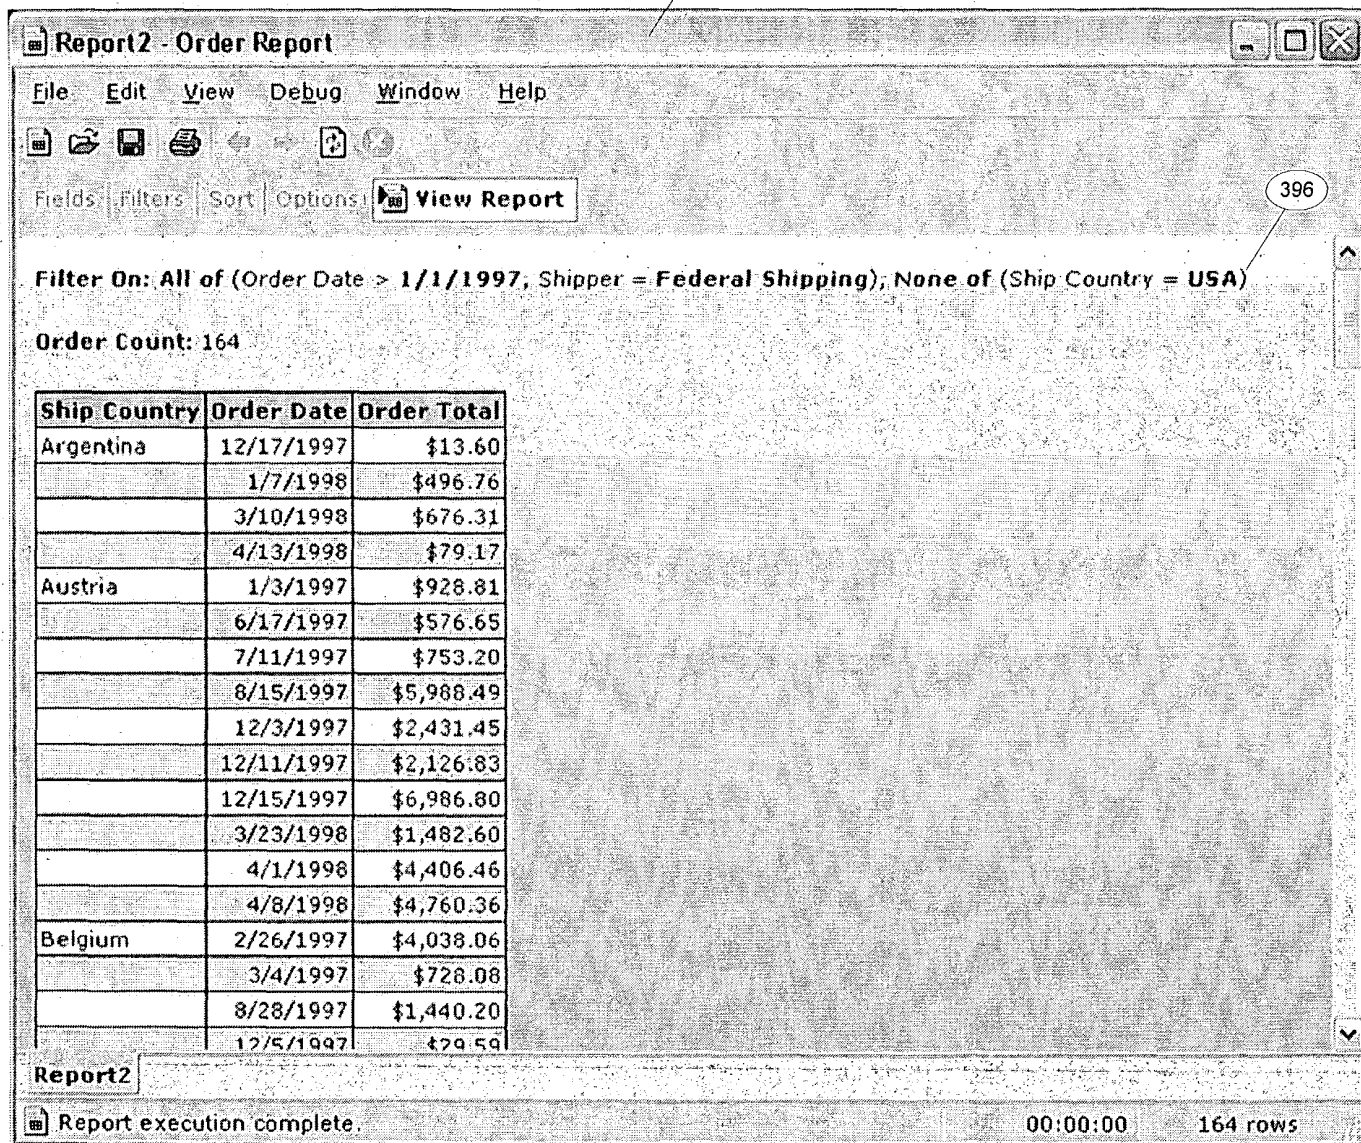 Report2 - Order Report
File Edit View Debug Window Help
Fields Filters Sort Options View Report
396
Filter On: All of (Order Date > 1/1/1997; Shipper = Federal Shipping); None of (Ship Country = USA)
Order Count: 164
Ship Country Order Date Order Total
Argentina 12/17/1997 $13.60
1/7/1998 $496.76
3/10/1998 $676.31
4/13/1998 $79.17
Austria 1/3/1997 $928.81
6/17/1997 $576.65
7/11/1997 $753.20
8/15/1997 $5,988.49
12/3/1997 $2,431.45
12/11/1997 $2,126.83
12/15/1997 $6,986.80
3/23/1998 $1,482.60
4/1/1998 $4,406.46
4/8/1998 $4,760.36
Belgium 2/26/1997 $4,038.06
3/4/1997 $728.08
8/28/1997 $1,440.20
12/5/1997 $29.59
Report2
Report execution complete. 00:00:00 164 rows